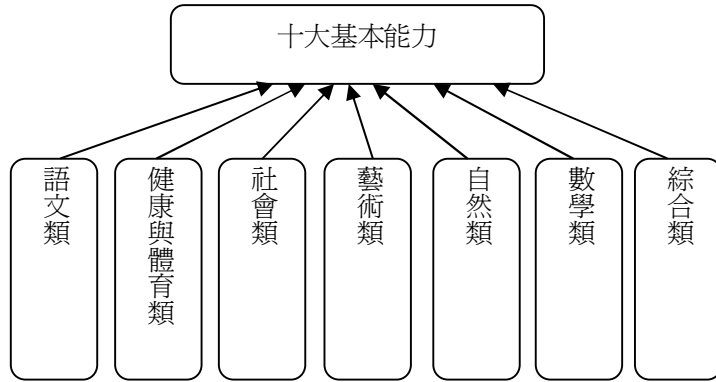 十大基本能力
語文類
健康與體育類
社會類
藝術類
自然類
數學類
綜合類